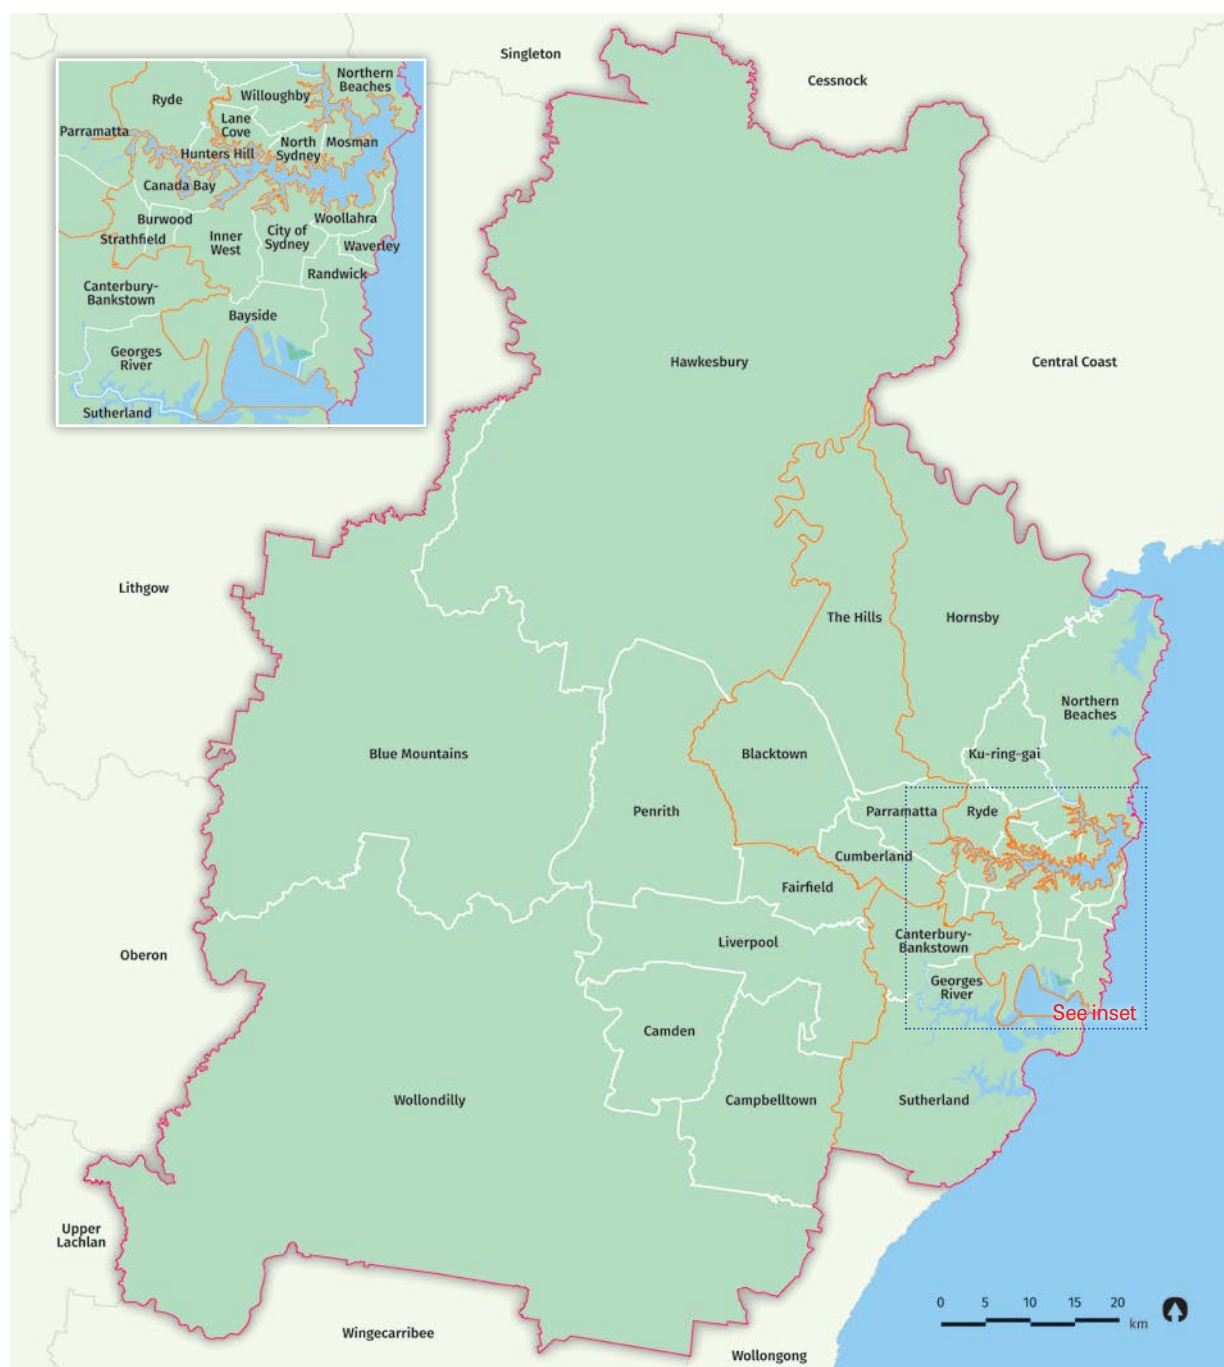 Singleton
Cessnock
Northern
Beaches
Ryde
Willoughby
Lane
Cove
Parramatta
North
Sydney
Mosman
Hunters Hill
Canada Bay
Burwood
Woollahra
Strathfield
Inner
West
City of
Sydney
Waverley
Randwick
Canterbury-
Bankstown
Bayside
Georges
River
Sutherland
Hawkesbury
Central Coast
Lithgow
The Hills
Hornsby
Northern
Beaches
Blue Mountains
Blacktown
Ku-ring-gai
Penrith
Parramatta
Ryde
Cumberland
Fairfield
Oberon
Liverpool
Canterbury-
Bankstown
Georges
River
See inset
Camden
Wollondilly
Campbelltown
Sutherland
Upper
Lachlan
Wingecarribee
Wollongong
0 5 10 15 20
km